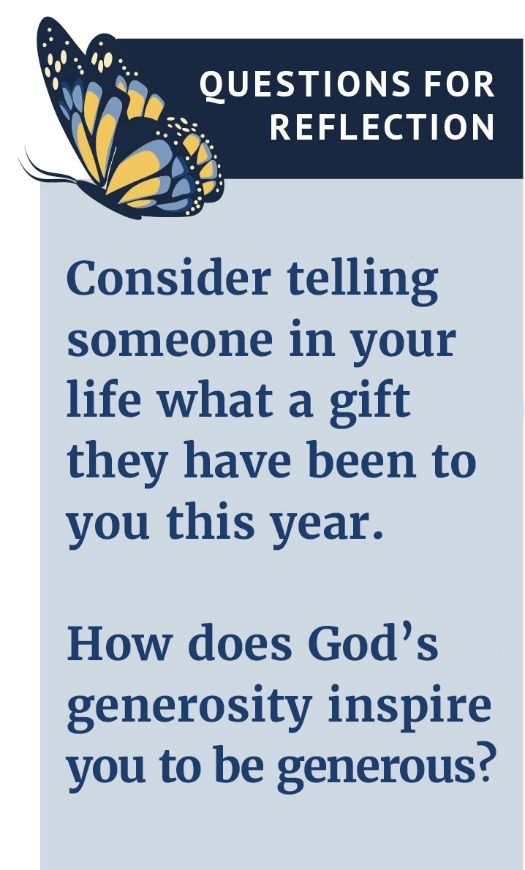 QUESTIONS FOR
REFLECTION
Consider telling
someone in your
life what a gift
they have been to
you this year.
How does God’s
generosity inspire
you to be generous?